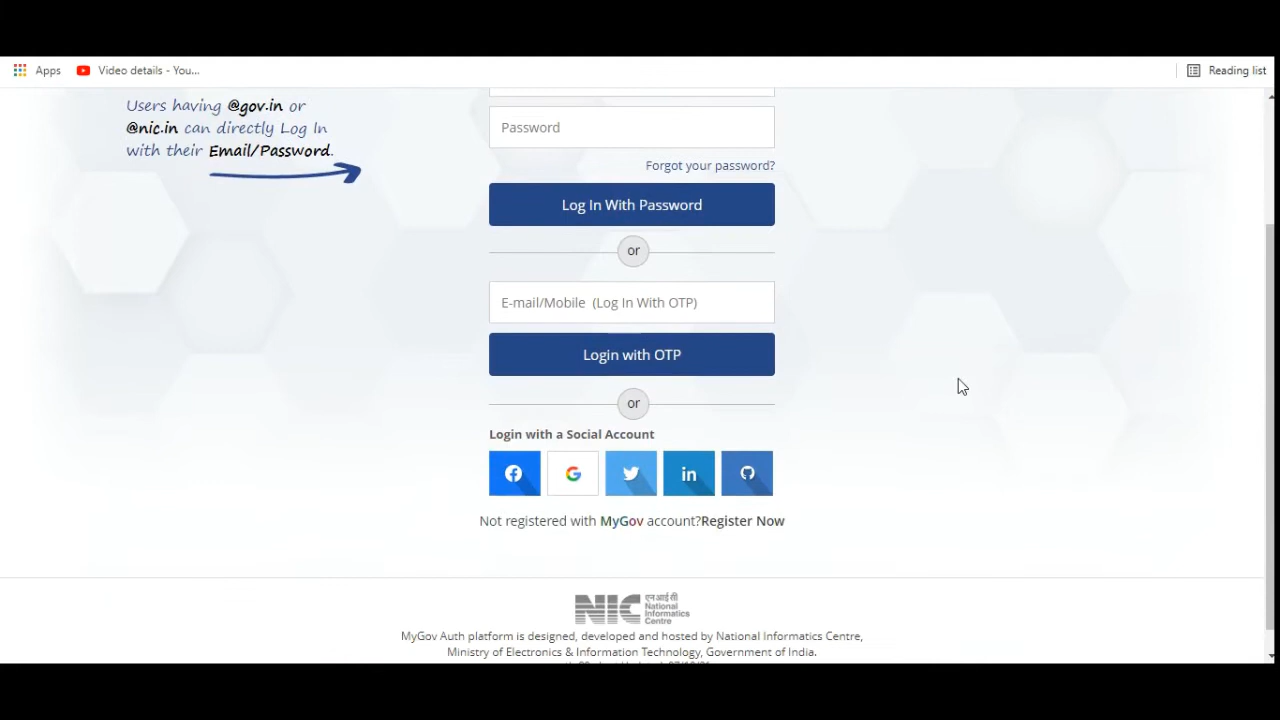 Apps
Video details - You...
Reading list
Users having @gov.in or
@nic.in can directly Log In
with their Email/Password.
Password
Forgot your password?
Log In With Password
or
E-mail/Mobile (Log In With OTP)
Login with OTP
or
Login with a Social Account
Not registered with MyGov account?Register Now
NIC
एन आई सी
National
Informatics
Centre
MyGov Auth platform is designed, developed and hosted by National Informatics Centre,
Ministry of Electronics & Information Technology, Government of India.